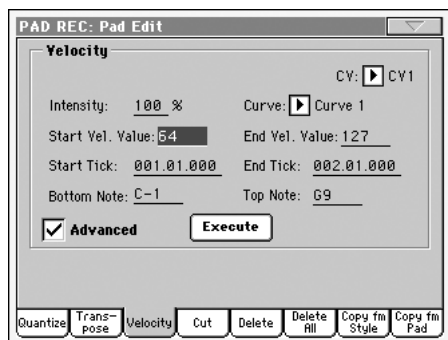 PAD REC: Pad Edit
Velocity
CV: CV1
Intensity: 100 % Curve: Curve 1
Start Vel. Value: 64 End Vel. Value: 127
Start Tick: 001.01.000 End Tick: 002.01.000
Bottom Note: C-1 Top Note: G9
Advanced Execute
Quantize Trans-pose Velocity Cut Delete Delete All Copy fm Style Copy fm Pad